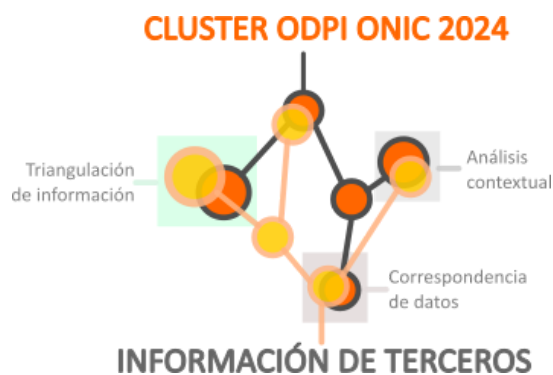 CLUSTER ODPI ONIC 2024
Triangulación
de información
Análisis
contextual
Correspondencia
de datos
INFORMACIÓN DE TERCEROS